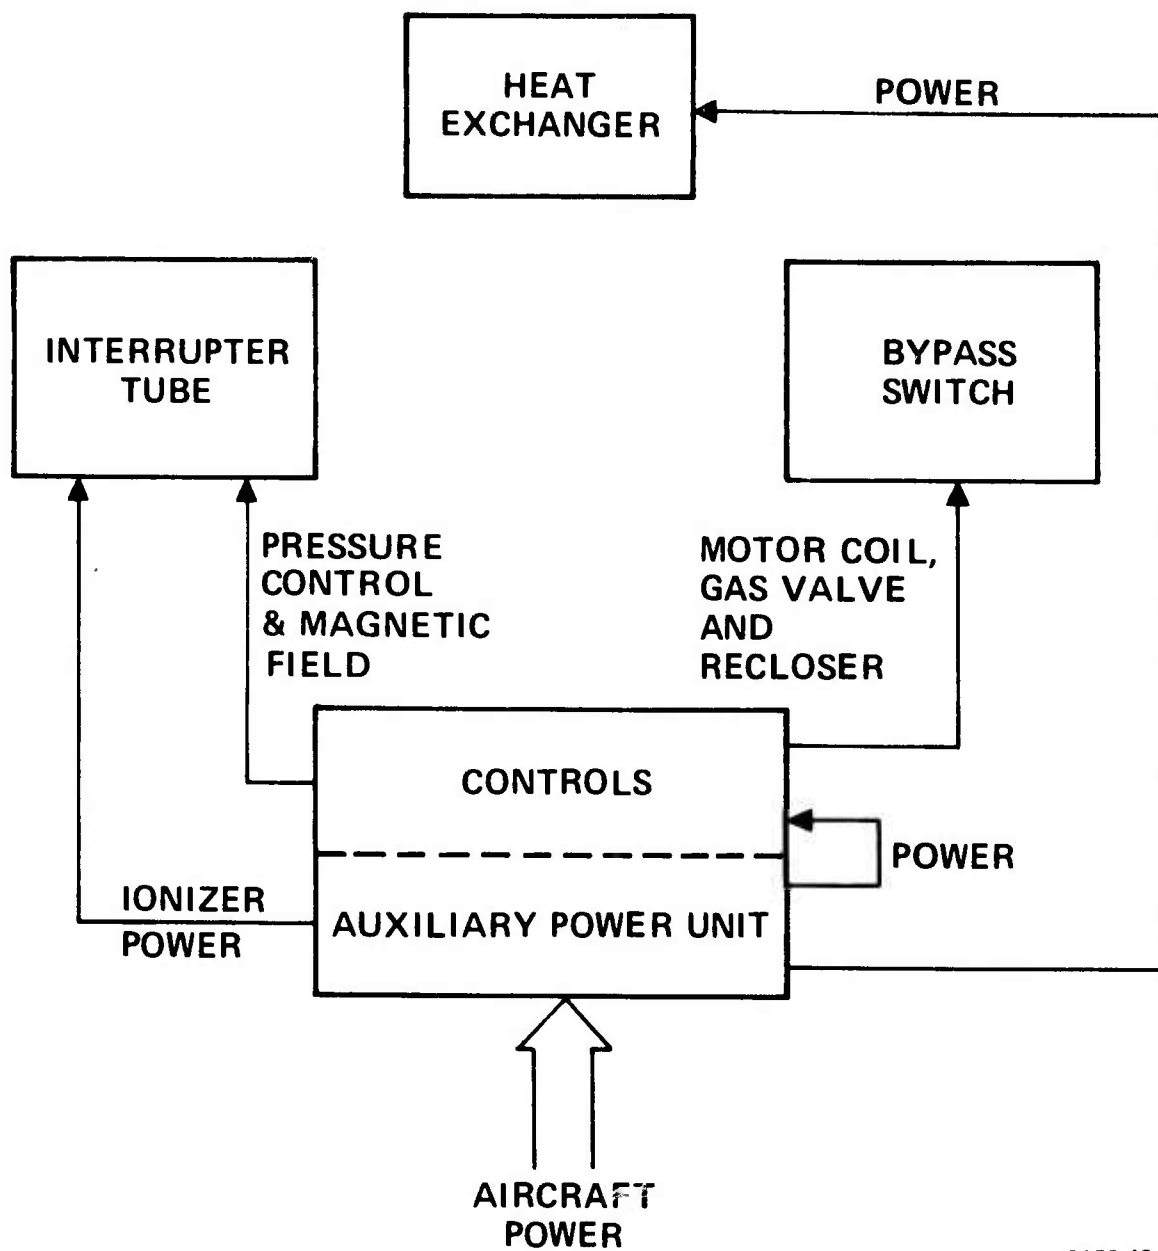 HEAT
EXCHANGER
POWER
INTERRUPTER
TUBE
BYPASS
SWITCH
PRESSURE
CONTROL
& MAGNETIC
FIELD
MOTOR COIL,
GAS VALVE
AND
RECLOSER
CONTROLS
POWER
IONIZER
POWER
AUXILIARY POWER UNIT
AIRCRAFT
POWER